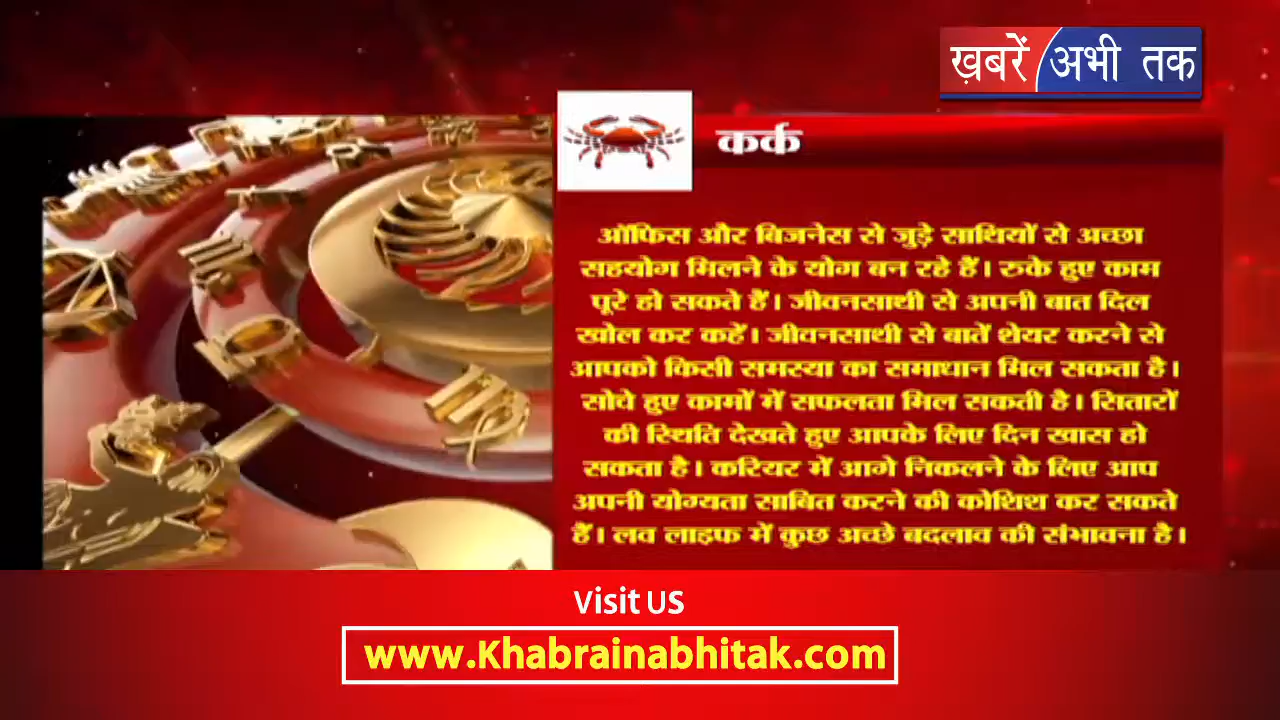 ख़बरें अभी तक
कर्क
ऑफिस और बिजनेस से जुड़े साथियों से अच्छा
सहयोग मिलने के योग बन रहे हैं। रुके हुए काम
पूरे हो सकते हैं। जीवनसाथी से अपनी बात दिल
खोल कर कहें। जीवनसाथी से बातें शेयर करने से
आपको किसी समस्या का समाधान मिल सकता है।
सोचे हुए कामों में सफलता मिल सकती है। सितारों
की स्थिति देखते हुए आपके लिए दिन खास हो
सकता है। करियर में आगे निकलने के लिए आप
अपनी योग्यता साबित करने की कोशिश कर सकते
हैं। लव लाइफ में कुछ अच्छे बदलाव की संभावना है।
Visit US
www.Khabrainabhitak.com